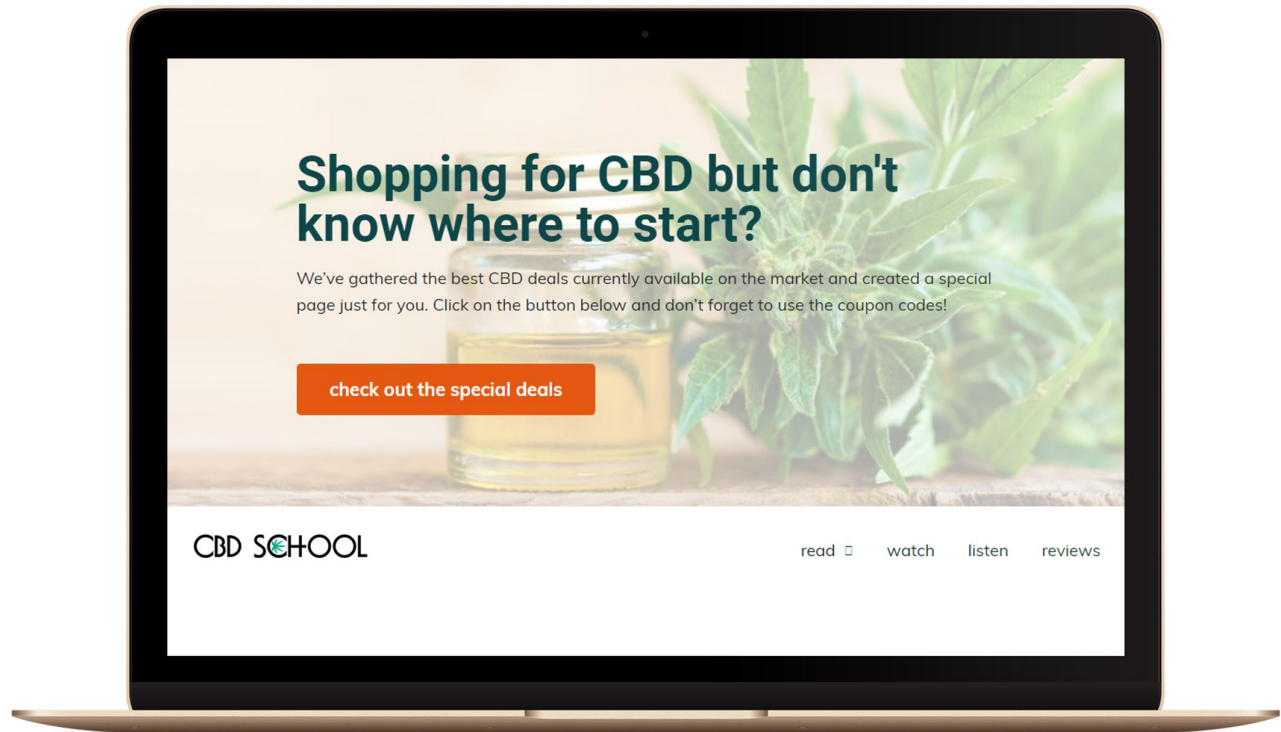 Shopping for CBD but don't
know where to start?
We’ve gathered the best CBD deals currently available on the market and created a special
page just for you. Click on the button below and don’t forget to use the coupon codes!
check out the special deals
CBD SCHOOL
read watch listen reviews